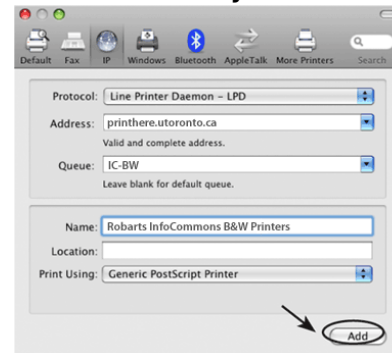 Default Fax IP Windows Bluetooth AppleTalk More Printers Search
Protocol: Line Printer Daemon – LPD
Address: printhere.utoronto.ca
Valid and complete address.
Queue: IC-BW
Leave blank for default queue.
Name: Robarts InfoCommons B&W Printers
Location:
Print Using: Generic PostScript Printer
Add